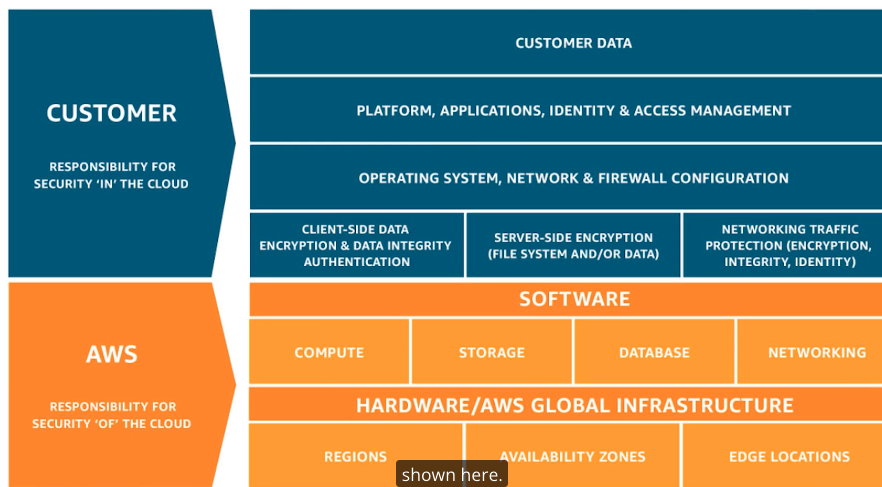 CUSTOMER
RESPONSIBILITY FOR
SECURITY ‘IN’ THE CLOUD
CUSTOMER DATA
PLATFORM, APPLICATIONS, IDENTITY & ACCESS MANAGEMENT
OPERATING SYSTEM, NETWORK & FIREWALL CONFIGURATION
CLIENT-SIDE DATA
ENCRYPTION & DATA INTEGRITY
AUTHENTICATION
SERVER-SIDE ENCRYPTION
(FILE SYSTEM AND/OR DATA)
NETWORKING TRAFFIC
PROTECTION (ENCRYPTION,
INTEGRITY, IDENTITY)
AWS
RESPONSIBILITY FOR
SECURITY ‘OF’ THE CLOUD
SOFTWARE
COMPUTE
STORAGE
DATABASE
NETWORKING
HARDWARE/AWS GLOBAL INFRASTRUCTURE
REGIONS
AVAILABILITY ZONES
EDGE LOCATIONS
shown here.